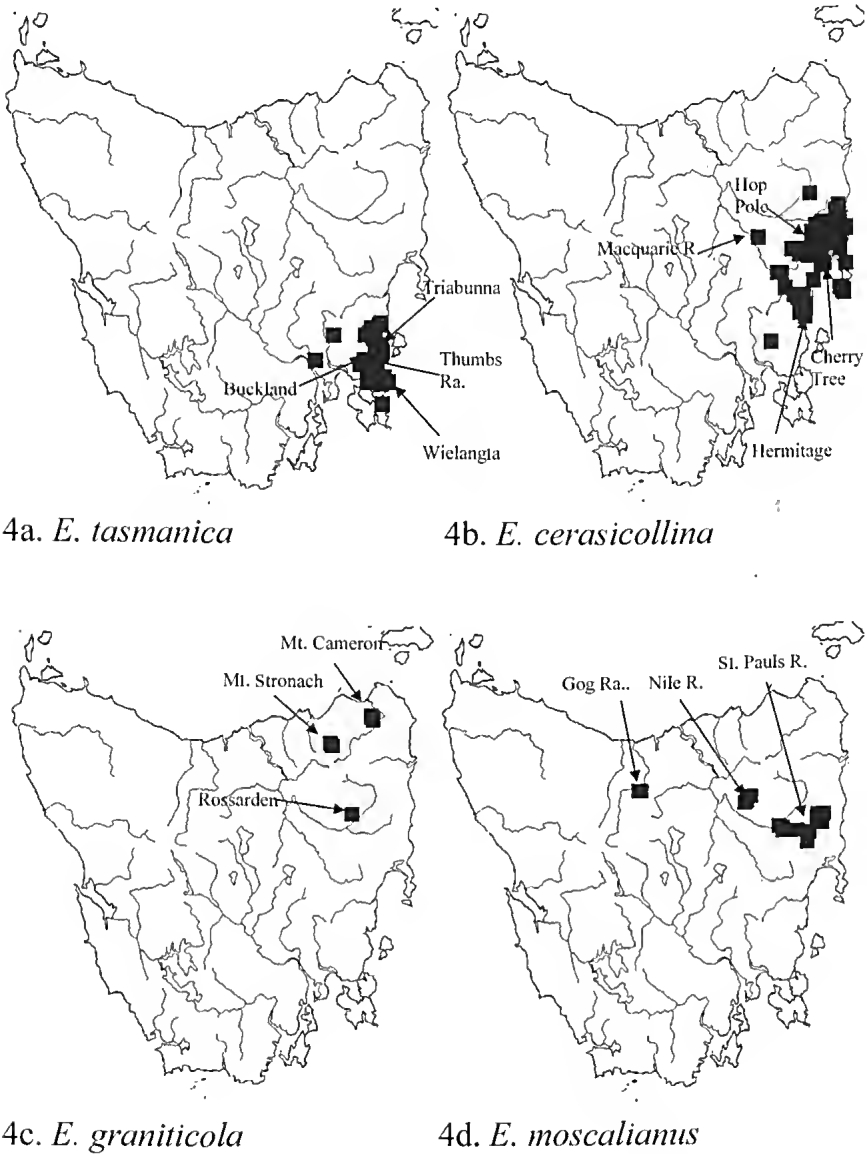 Triabunna
Thumbs
Ra.
Buckland
Wielangta
4a. E. tasmanica
Hop
Pole
Macquarie R.
Cherry
Tree
Hermitage
4b. E. cerasicollina
Mt. Cameron
Mt. Stronach
Rossarden
4c. E. graniticola
Gog Ra..
Nile R.
St. Pauls R.
4d. E. moscalianus